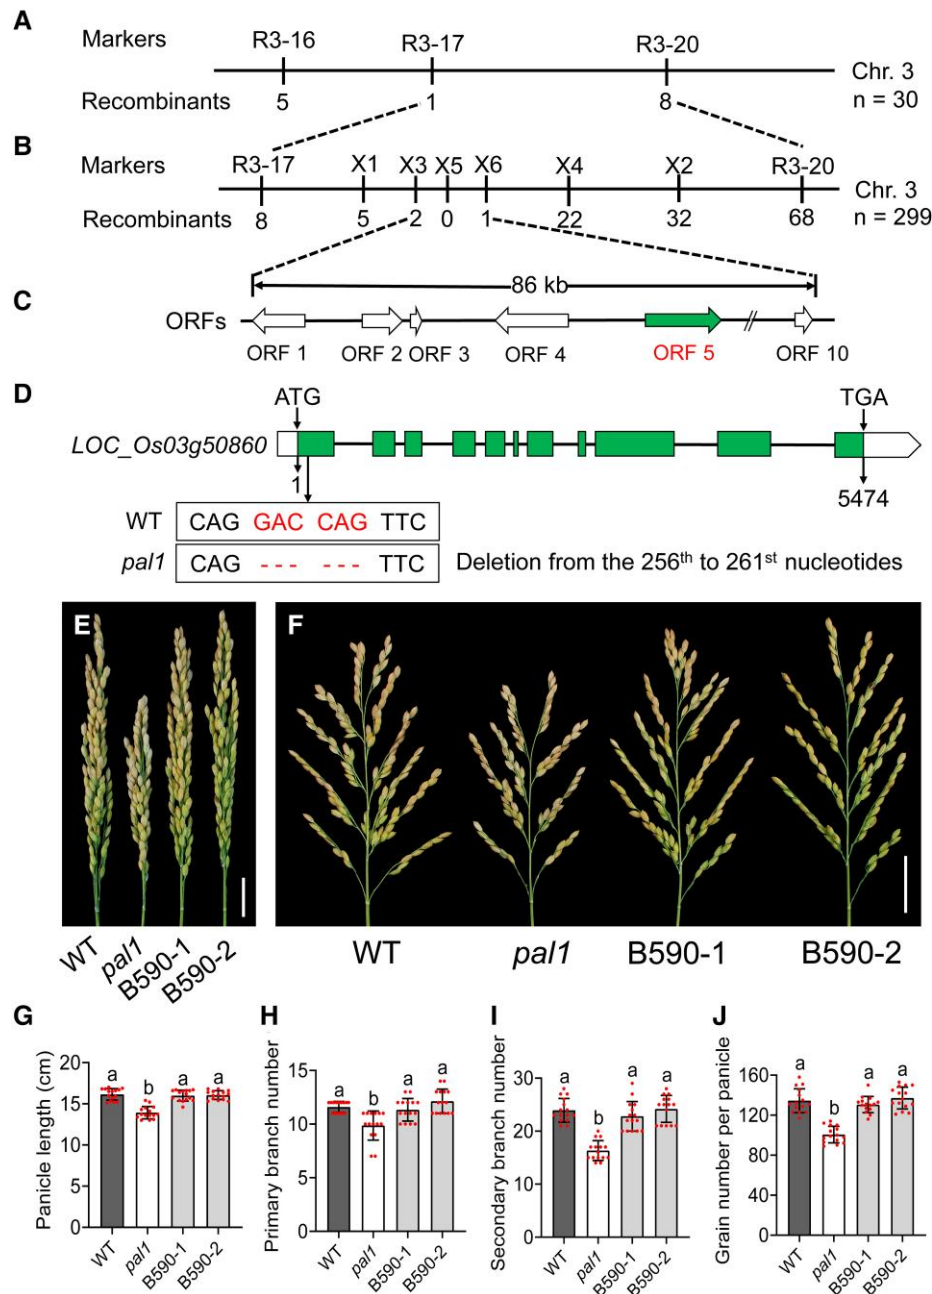 A
Markers R3-16 R3-17 R3-20
Chr. 3
Recombinants 5 1 8 n = 30
B
Markers R3-17 X1 X3 X5 X6 X4 X2 R3-20
Chr. 3
Recombinants 8 5 2 0 1 22 32 68 n = 299
86 kb
C
ORFs
ORF 1 ORF 2 ORF 3 ORF 4 ORF 5 ORF 10
D
ATG TGA
LOC_Os03g50860
1 5474
WT CAG GAC CAG TTC
pal1 CAG - - - - - - TTC Deletion from the 256th to 261st nucleotides
E F
WT pal1 B590-1 B590-2
WT pal1 B590-1 B590-2
G
Panicle length (cm)
20
15
10
5
0
a b a a
WT pal1 B590-1 B590-2
H
Primary branch number
15
10
5
0
a b a a
WT pal1 B590-1 B590-2
I
Secondary branch number
30
20
10
0
a b a a
WT pal1 B590-1 B590-2
J
Grain number per panicle
160
120
80
40
0
a b a a
WT pal1 B590-1 B590-2